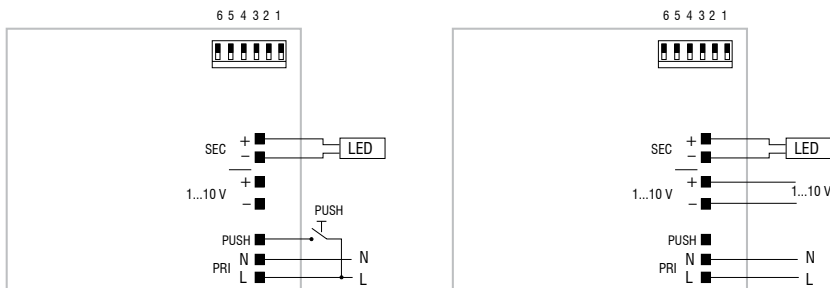 6 5 4 3 2 1
SEC + LED
−
1...10 V +
−
PUSH
PUSH
PRI N N
L L
6 5 4 3 2 1
SEC + LED
−
1...10 V + 1...10 V
−
PUSH
PRI N N
L L